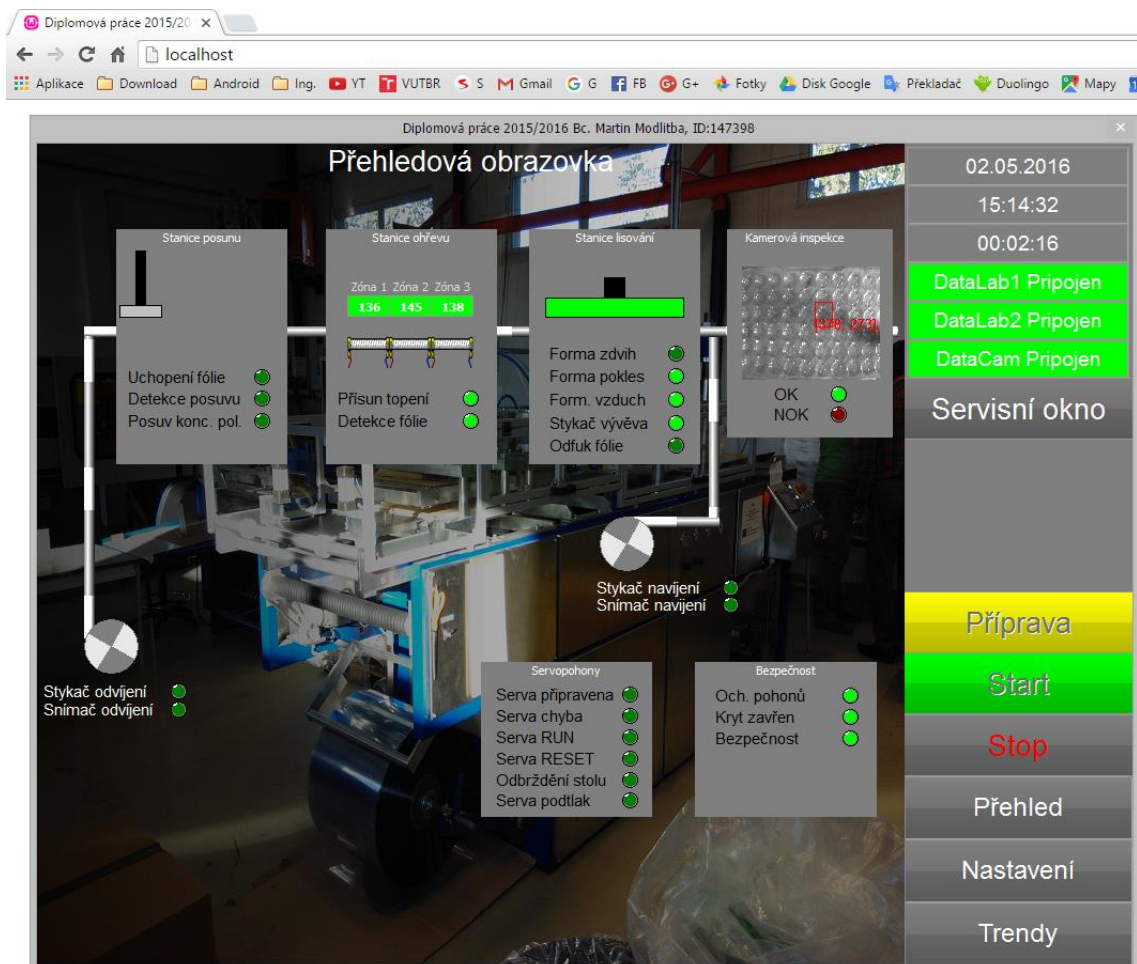 Diplomová práce 2015/20
localhost
Aplikace Download Android Ing. YT VUTBR S Gmail G FB G+ Fotky Disk Google Překladač Duolingo Mapy
Diplomová práce 2015/2016 Bc. Martin Modlitba, ID:147398
Přehledová obrazovka
02.05.2016
15:14:32
00:02:16
DataLab1 Pripojen
DataLab2 Pripojen
DataCam Pripojen
Servisní okno
Stanice posunu
Uchopení fólie
Detekce posuvu
Posuv konc. pol.
Stanice ohřevu
Zóna 1 Zóna 2 Zóna 3
136 145 138
Přísun topení
Detekce fólie
Stanice lisování
Forma zdvih
Forma pokles
Form. vzduch
Stykač vývěva
Odfuk fólie
Kamerová inspekce
[378, 273]
OK
NOK
Stykač navíjení
Snímač navijení
Stykač odvíjení
Snímač odvíjení
Servopohony
Serva připravena
Serva chyba
Serva RUN
Serva RESET
Odbrždění stolu
Serva podtlak
Bezpečnost
Och. pohonů
Kryt zavřen
Bezpečnost
Příprava
Start
Stop
Přehled
Nastavení
Trendy